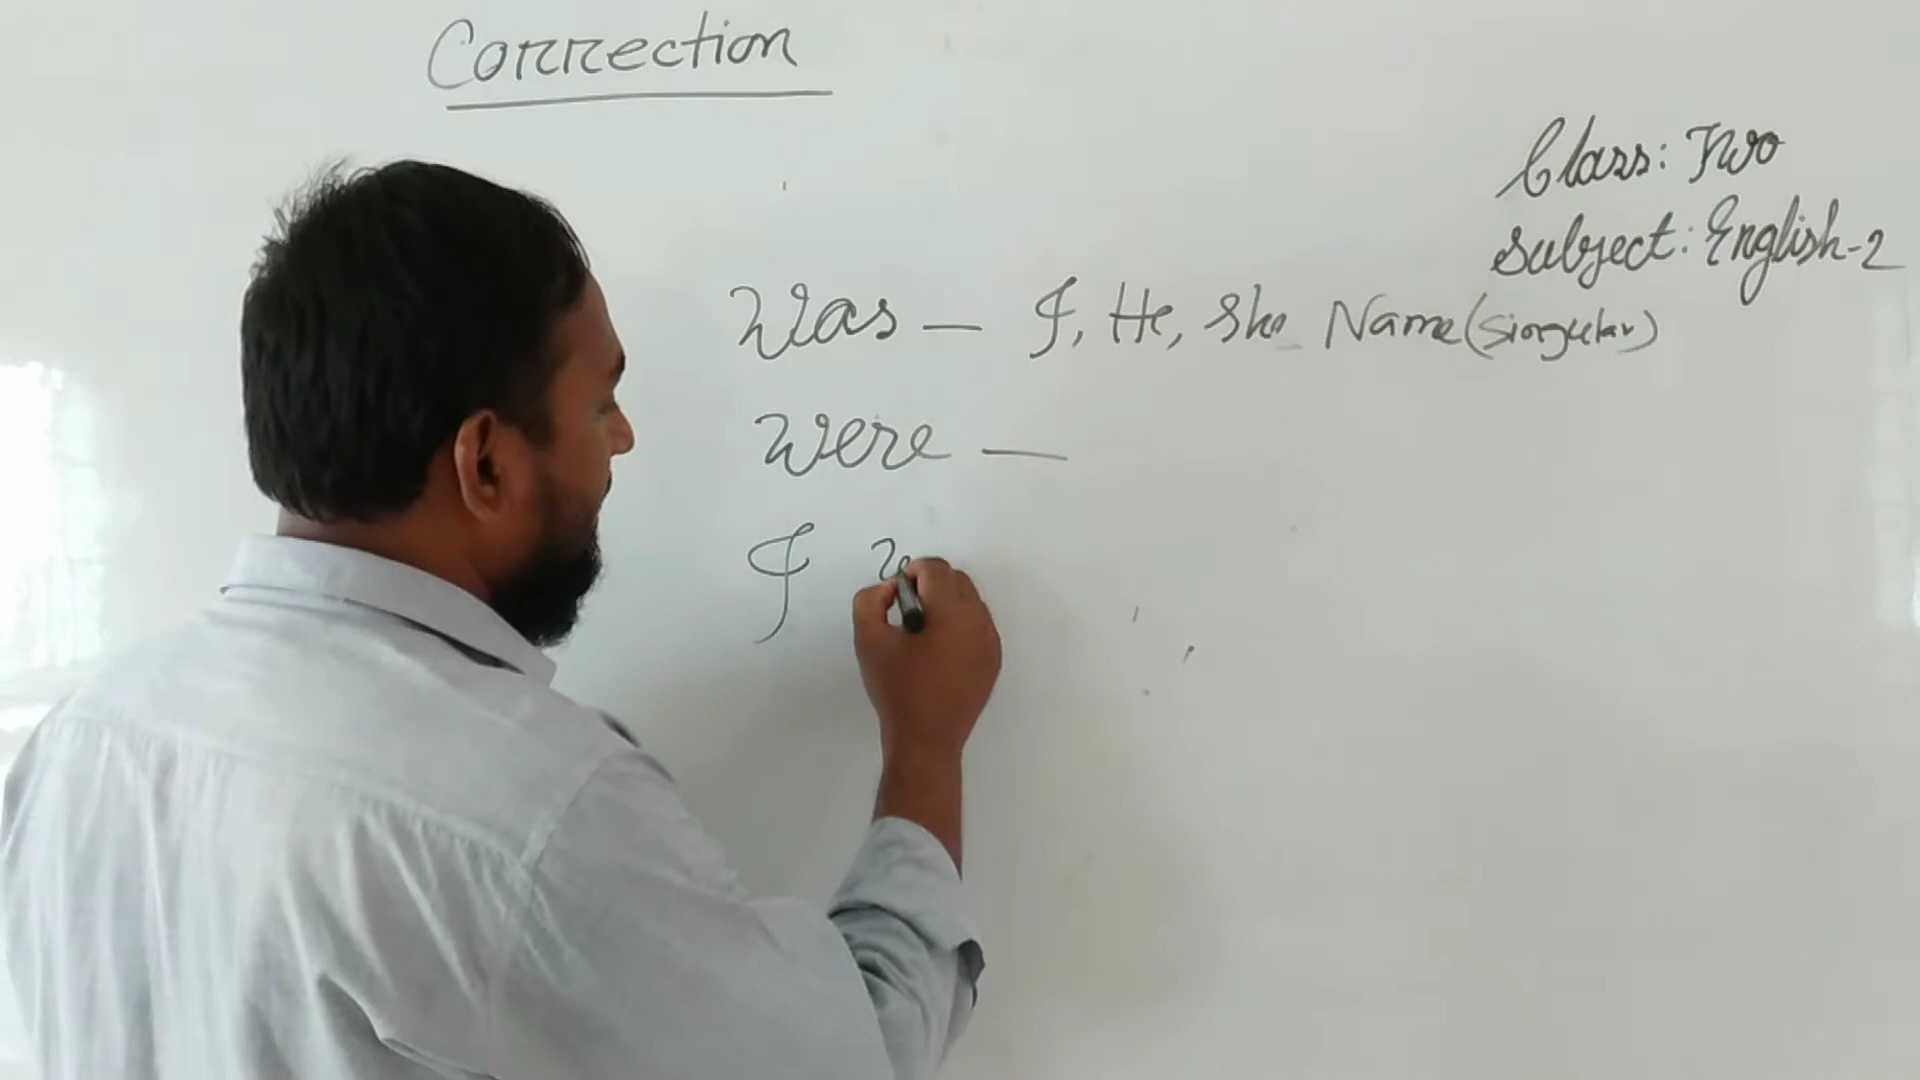 Correction
Class: Two
Subject: English-2
Was — I, He, She Name (Singular)
Were —
I w